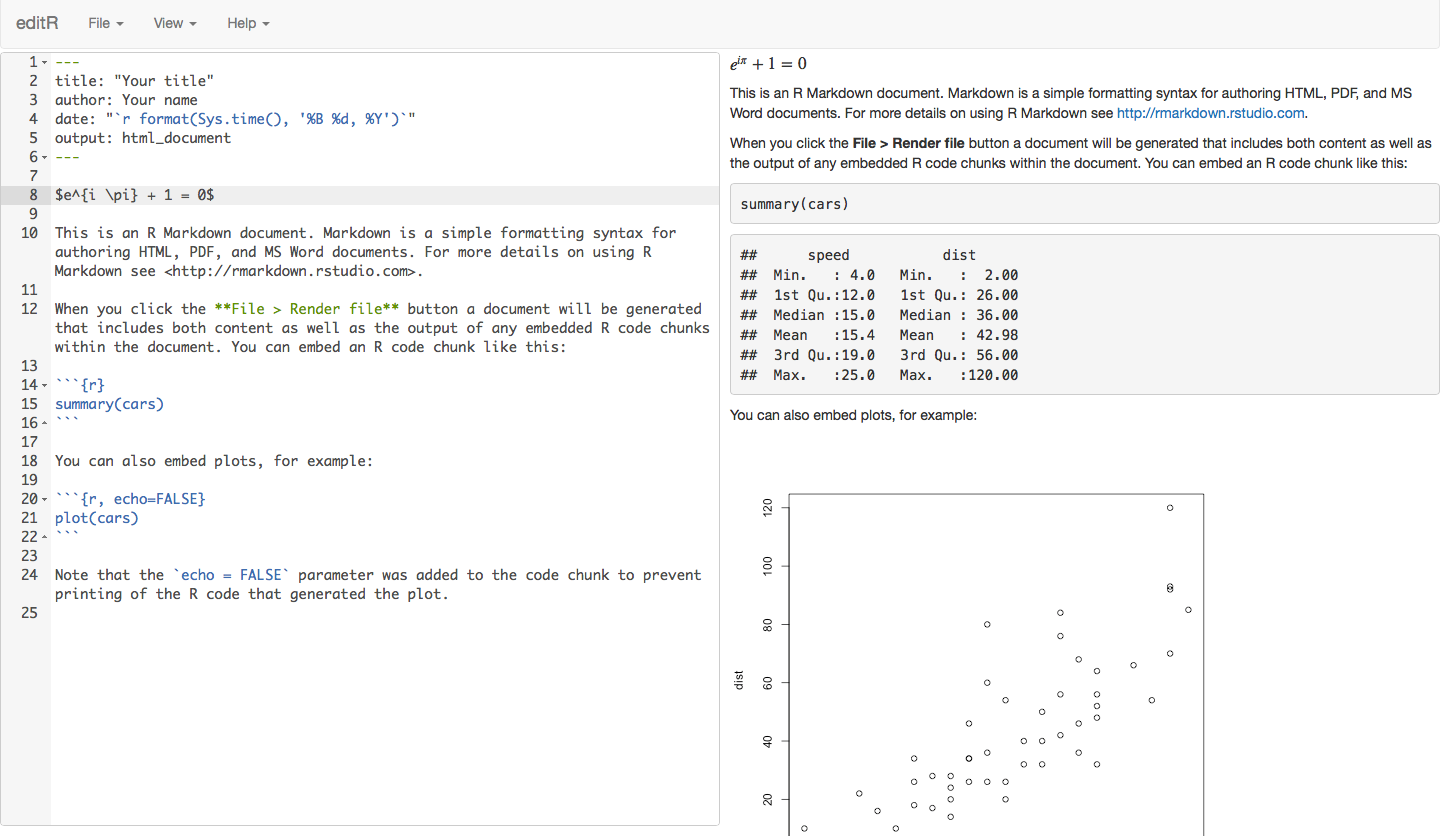 editR File View Help
1 ---
2 title: "Your title"
3 author: Your name
4 date: "`r format(Sys.time(), '%B %d, %Y')`"
5 output: html_document
6 ---
7
8 $e^{i \pi} + 1 = 0$
9
10 This is an R Markdown document. Markdown is a simple formatting syntax for
authoring HTML, PDF, and MS Word documents. For more details on using R
Markdown see <http://rmarkdown.rstudio.com>.
11
12 When you click the **File > Render file** button a document will be generated
that includes both content as well as the output of any embedded R code chunks
within the document. You can embed an R code chunk like this:
13
14 ```{r}
15 summary(cars)
16 ```
17
18 You can also embed plots, for example:
19
20 ```{r, echo=FALSE}
21 plot(cars)
22 ```
23
24 Note that the `echo = FALSE` parameter was added to the code chunk to prevent
printing of the R code that generated the plot.
25
e^{iπ} + 1 = 0
This is an R Markdown document. Markdown is a simple formatting syntax for authoring HTML, PDF, and MS
Word documents. For more details on using R Markdown see http://rmarkdown.rstudio.com.
When you click the File > Render file button a document will be generated that includes both content as well as
the output of any embedded R code chunks within the document. You can embed an R code chunk like this:
summary(cars)
##      speed           dist
##  Min.   : 4.0   Min.   :  2.00
##  1st Qu.:12.0   1st Qu.: 26.00
##  Median :15.0   Median : 36.00
##  Mean   :15.4   Mean   : 42.98
##  3rd Qu.:19.0   3rd Qu.: 56.00
##  Max.   :25.0   Max.   :120.00
You can also embed plots, for example:
120
100
80
60
40
20
dist